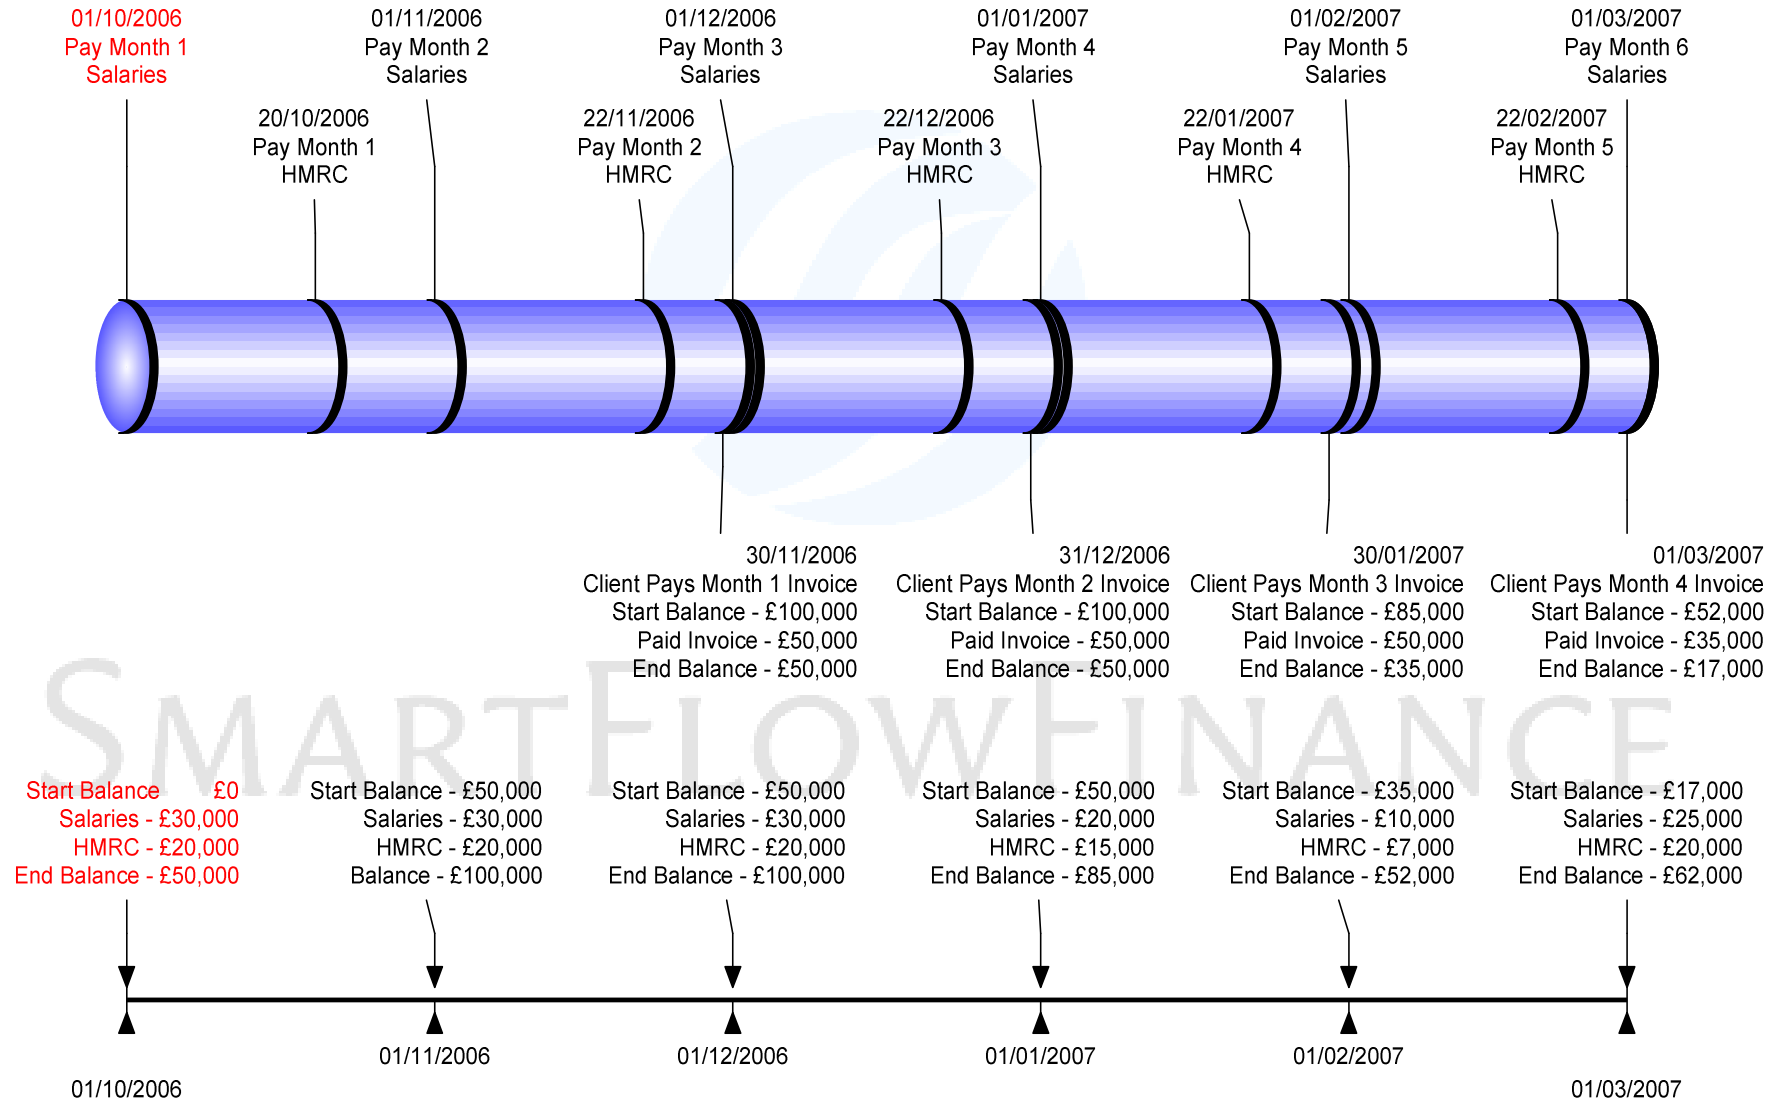 01/10/2006
Pay Month 1
Salaries
01/11/2006
Pay Month 2
Salaries
01/12/2006
Pay Month 3
Salaries
01/01/2007
Pay Month 4
Salaries
01/02/2007
Pay Month 5
Salaries
01/03/2007
Pay Month 6
Salaries
20/10/2006
Pay Month 1
HMRC
22/11/2006
Pay Month 2
HMRC
22/12/2006
Pay Month 3
HMRC
22/01/2007
Pay Month 4
HMRC
22/02/2007
Pay Month 5
HMRC
30/11/2006
Client Pays Month 1 Invoice
Start Balance - £100,000
Paid Invoice - £50,000
End Balance - £50,000
31/12/2006
Client Pays Month 2 Invoice
Start Balance - £100,000
Paid Invoice - £50,000
End Balance - £50,000
30/01/2007
Client Pays Month 3 Invoice
Start Balance - £85,000
Paid Invoice - £50,000
End Balance - £35,000
01/03/2007
Client Pays Month 4 Invoice
Start Balance - £52,000
Paid Invoice - £35,000
End Balance - £17,000
SMARTFLOWFINANCE
Start Balance £0
Salaries - £30,000
HMRC - £20,000
End Balance - £50,000
Start Balance - £50,000
Salaries - £30,000
HMRC - £20,000
Balance - £100,000
Start Balance - £50,000
Salaries - £30,000
HMRC - £20,000
End Balance - £100,000
Start Balance - £50,000
Salaries - £20,000
HMRC - £15,000
End Balance - £85,000
Start Balance - £35,000
Salaries - £10,000
HMRC - £7,000
End Balance - £52,000
Start Balance - £17,000
Salaries - £25,000
HMRC - £20,000
End Balance - £62,000
01/10/2006
01/11/2006
01/12/2006
01/01/2007
01/02/2007
01/03/2007